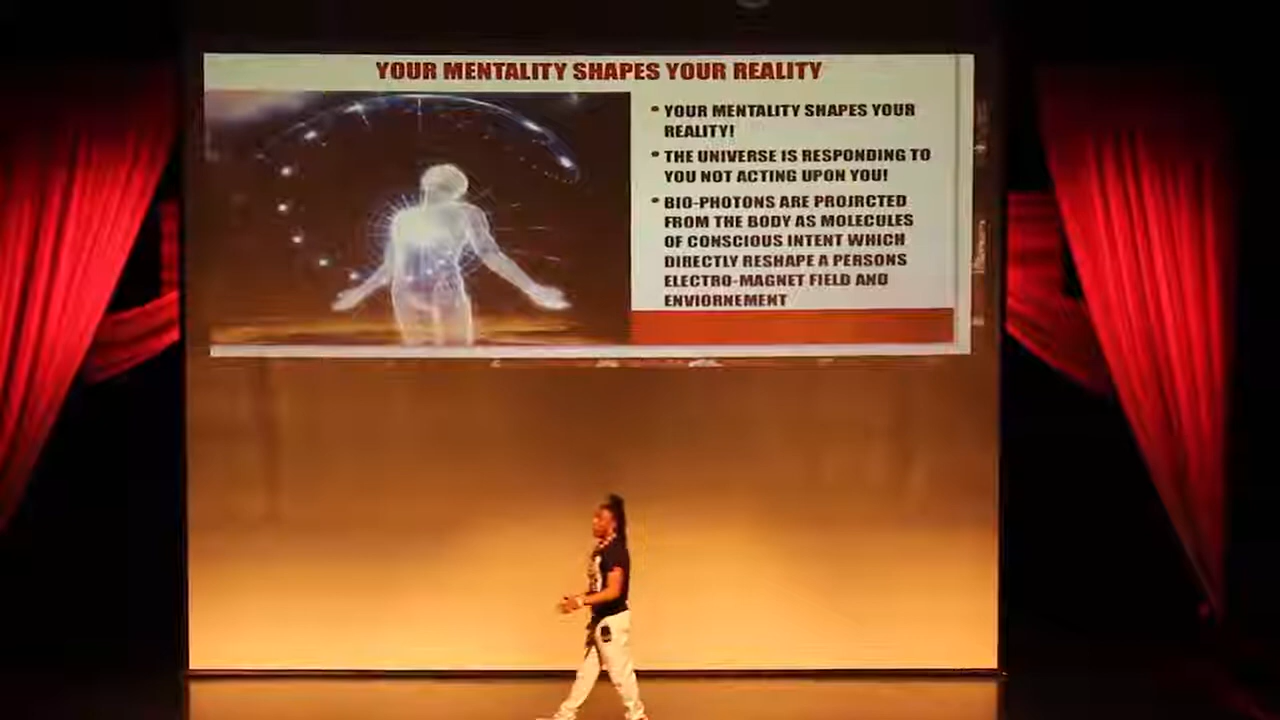 YOUR MENTALITY SHAPES YOUR REALITY
• YOUR MENTALITY SHAPES YOUR
REALITY!
• THE UNIVERSE IS RESPONDING TO
YOU NOT ACTING UPON YOU!
• BIO-PHOTONS ARE PROJRCTED
FROM THE BODY AS MOLECULES
OF CONSCIOUS INTENT WHICH
DIRECTLY RESHAPE A PERSONS
ELECTRO-MAGNET FIELD AND
ENVIORNEMENT